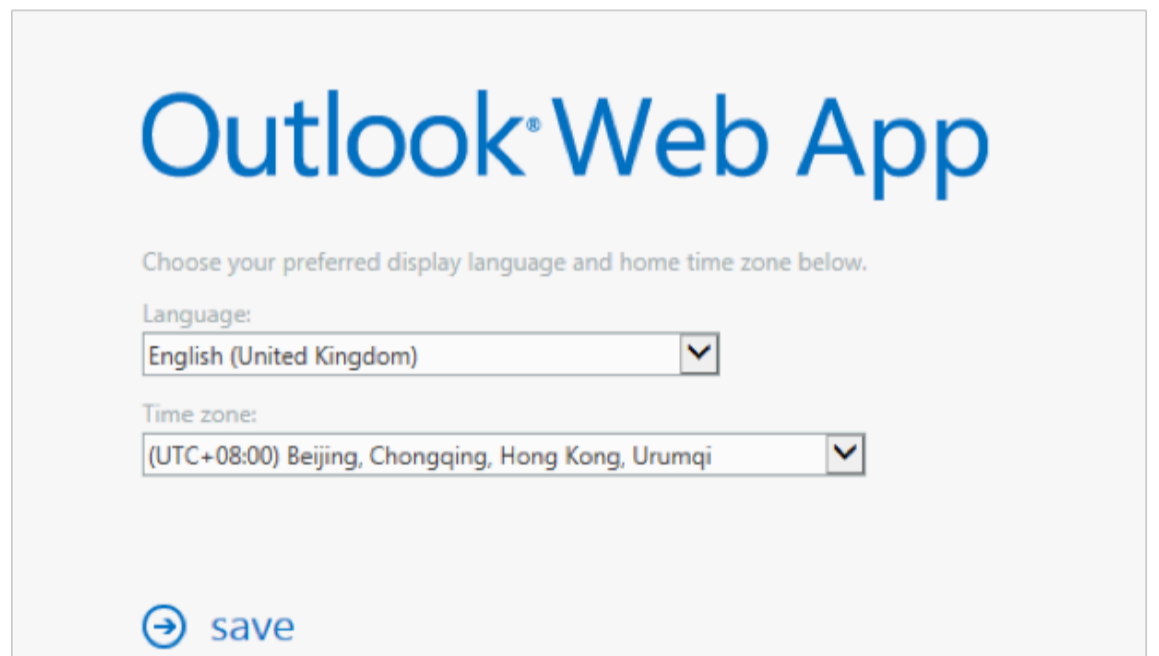 Outlook® Web App
Choose your preferred display language and home time zone below.
Language:
English (United Kingdom)
Time zone:
(UTC+08:00) Beijing, Chongqing, Hong Kong, Urumqi
save